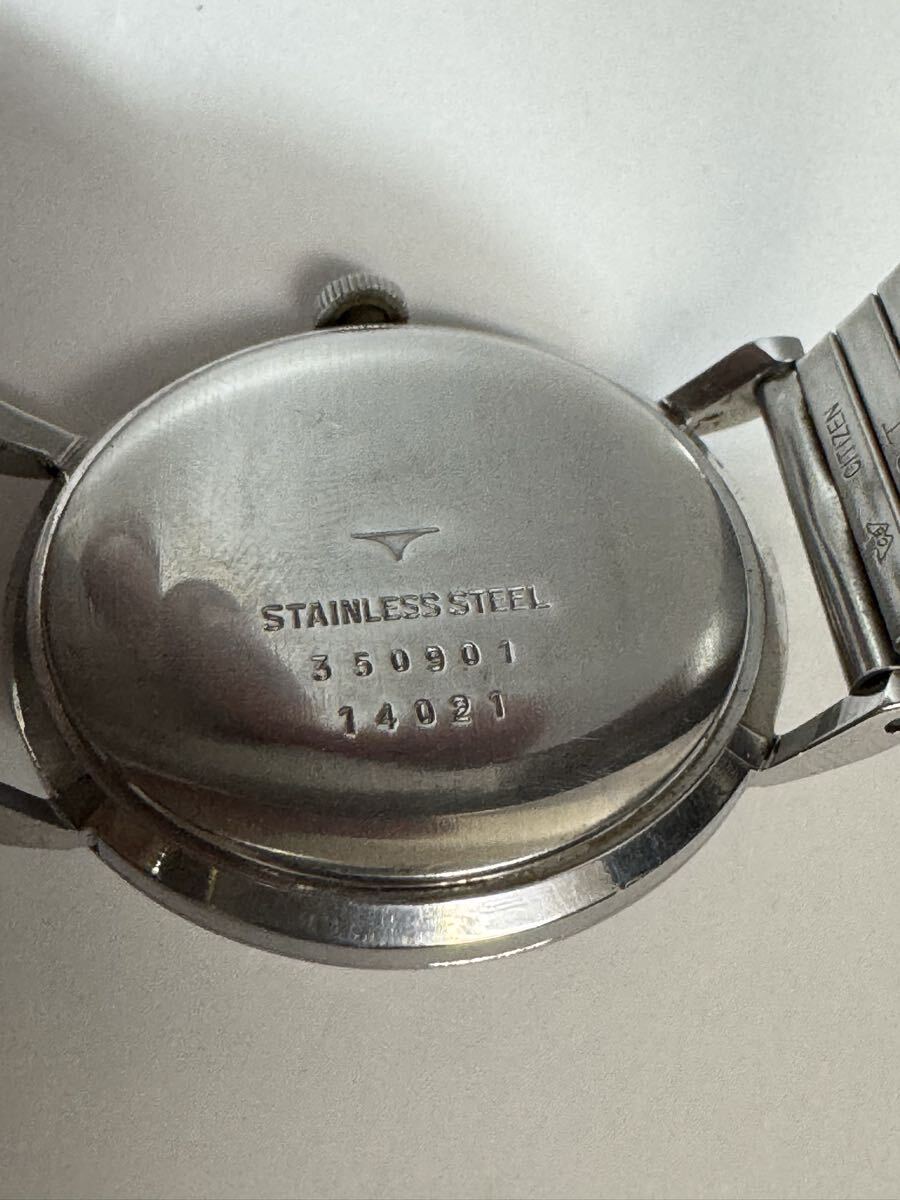 STAINLESS STEEL
350901
14021
CITIZEN